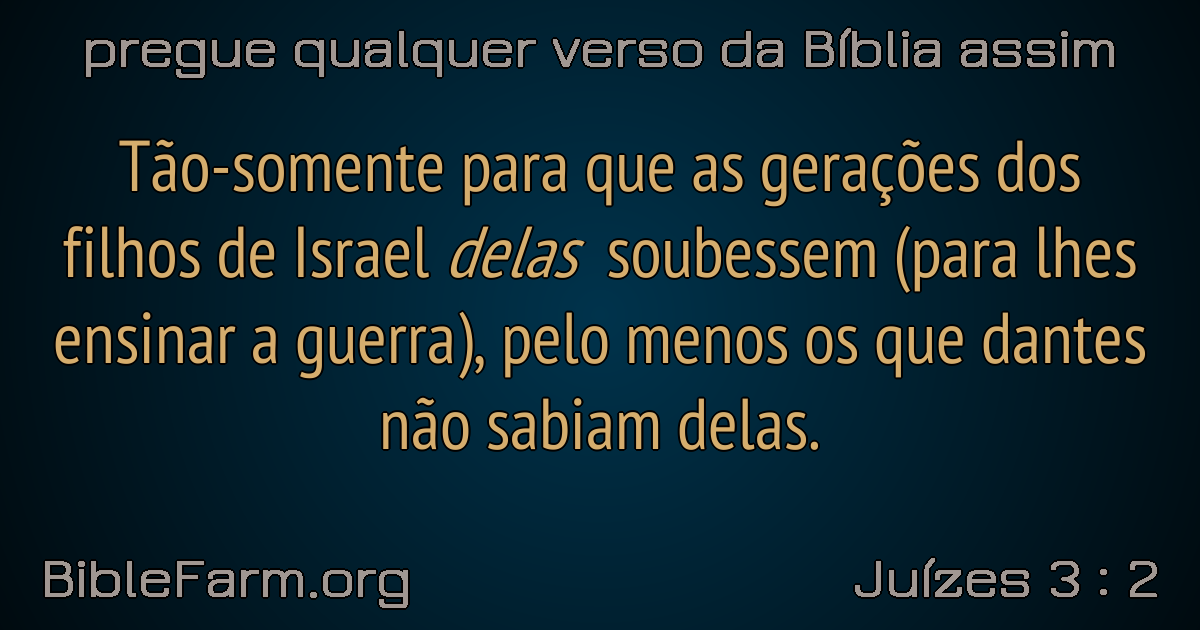 pregue qualquer verso da Bíblia assim
Tão-somente para que as gerações dos
filhos de Israel delas soubessem (para lhes
ensinar a guerra), pelo menos os que dantes
não sabiam delas.
BibleFarm.org
Juízes 3 : 2